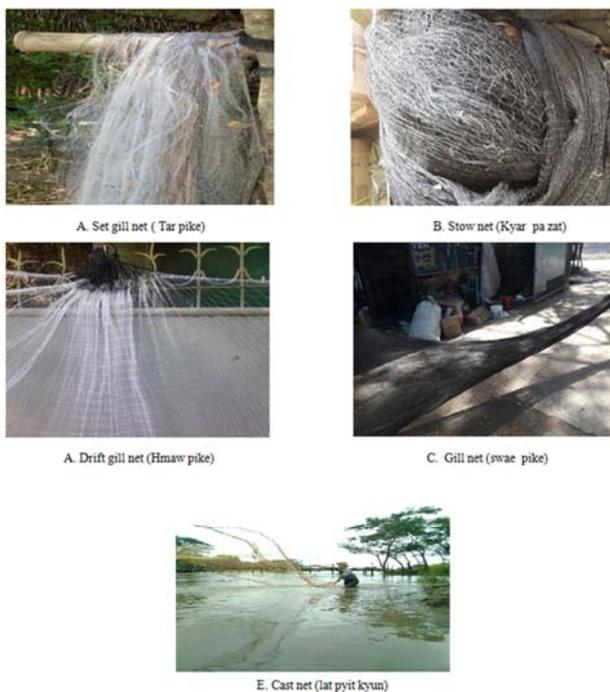 A. Set gill net ( Tar pike)
B. Stow net (Kyar pa zat)
A. Drift gill net (Hmaw pike)
C. Gill net (swae pike)
E. Cast net (lat pyit kyun)